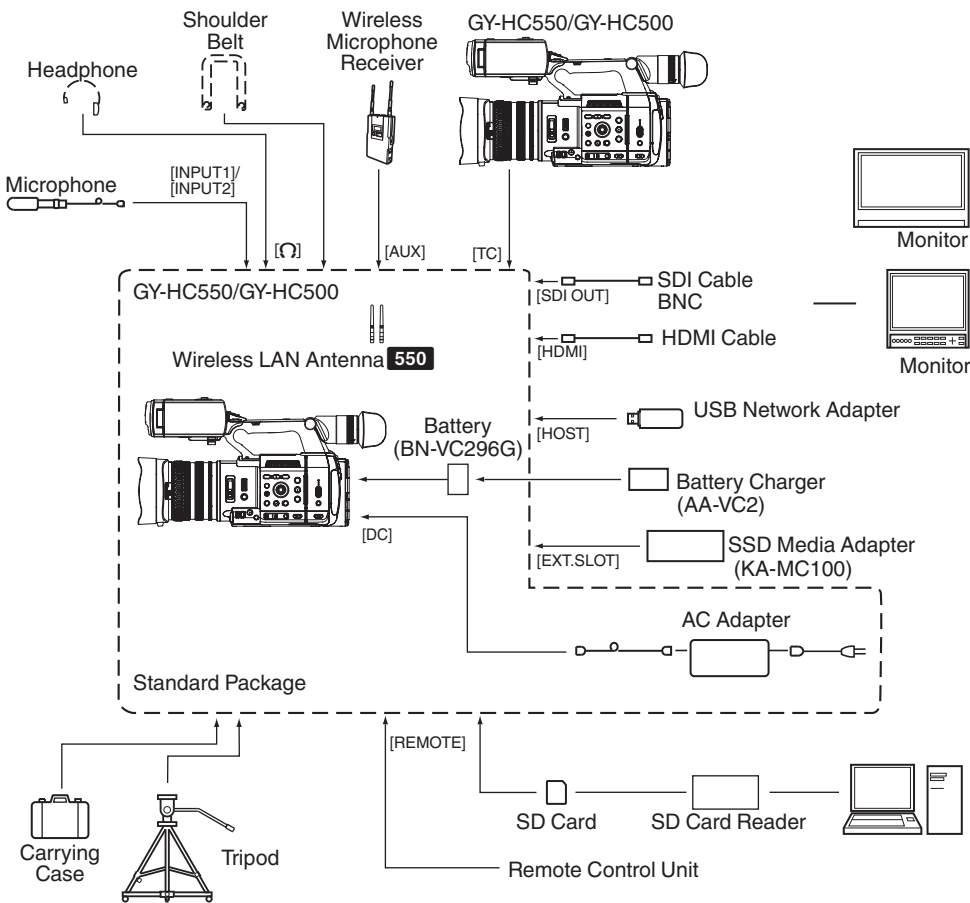 Shoulder
Belt
Wireless
Microphone
Receiver
GY-HC550/GY-HC500
Headphone
Microphone
[INPUT1]/
[INPUT2]
[Ω]
[AUX]
[TC]
Monitor
GY-HC550/GY-HC500
[SDI OUT]
SDI Cable
BNC
Wireless LAN Antenna 550
[HDMI]
HDMI Cable
Monitor
Battery
(BN-VC296G)
[HOST]
USB Network Adapter
Battery Charger
(AA-VC2)
[DC]
[EXT.SLOT]
SSD Media Adapter
(KA-MC100)
AC Adapter
Standard Package
[REMOTE]
SD Card
SD Card Reader
Carrying
Case
Tripod
Remote Control Unit